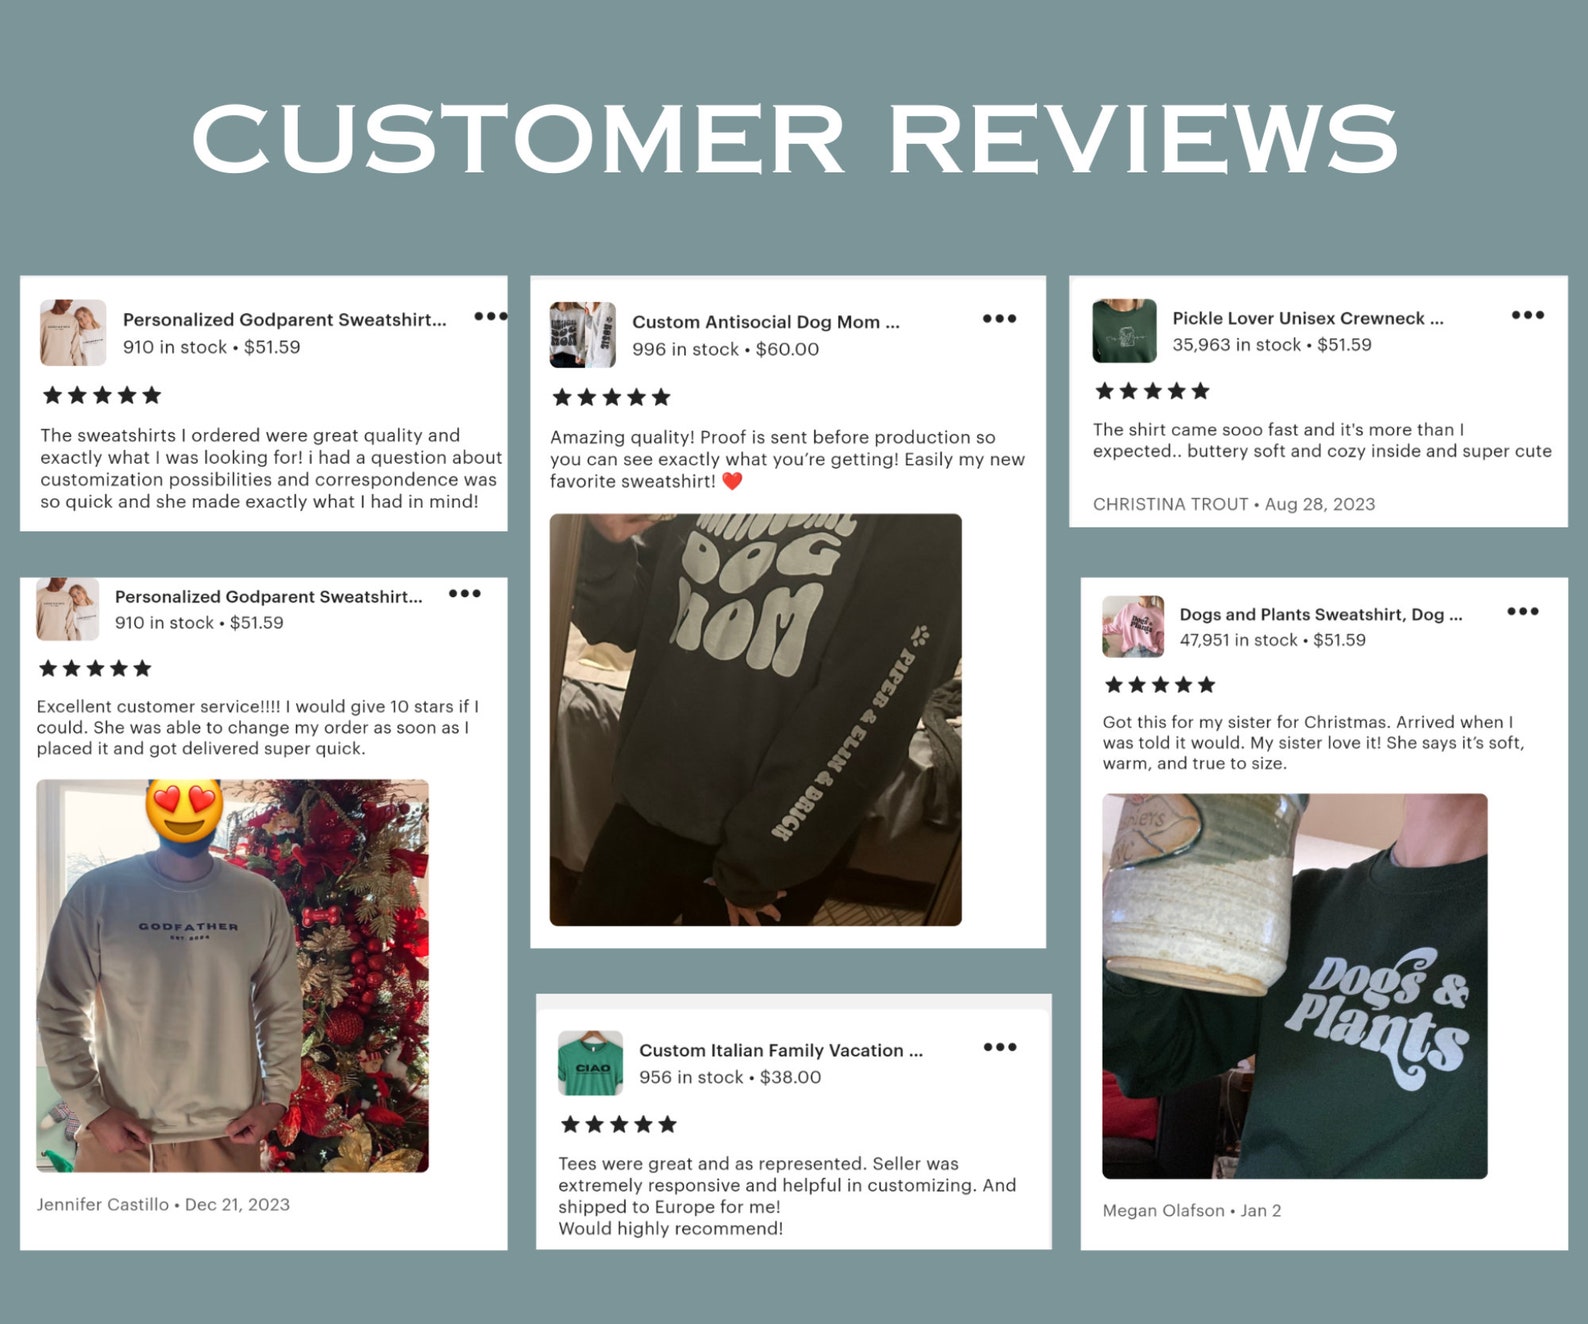 CUSTOMER REVIEWS
Personalized Godparent Sweatshirt...
910 in stock • $51.59
★★★★★
The sweatshirts I ordered were great quality and
exactly what I was looking for! i had a question about
customization possibilities and correspondence was
so quick and she made exactly what I had in mind!
Personalized Godparent Sweatshirt...
910 in stock • $51.59
★★★★★
Excellent customer service!!!! I would give 10 stars if I
could. She was able to change my order as soon as I
placed it and got delivered super quick.
GODFATHER
EST.
Jennifer Castillo • Dec 21, 2023
Custom Antisocial Dog Mom ...
996 in stock • $60.00
★★★★★
Amazing quality! Proof is sent before production so
you can see exactly what you’re getting! Easily my new
favorite sweatshirt! ❤️
DOG
MOM
PIPER & ELIN & BRICK
Custom Italian Family Vacation ...
956 in stock • $38.00
CIAO
★★★★★
Tees were great and as represented. Seller was
extremely responsive and helpful in customizing. And
shipped to Europe for me!
Would highly recommend!
Pickle Lover Unisex Crewneck ...
35,963 in stock • $51.59
★★★★★
The shirt came sooo fast and it's more than I
expected.. buttery soft and cozy inside and super cute
CHRISTINA TROUT • Aug 28, 2023
Dogs and Plants Sweatshirt, Dog ...
47,951 in stock • $51.59
Dogs &
Plants
★★★★★
Got this for my sister for Christmas. Arrived when I
was told it would. My sister love it! She says it’s soft,
warm, and true to size.
Dogs &
Plants
Megan Olafson • Jan 2